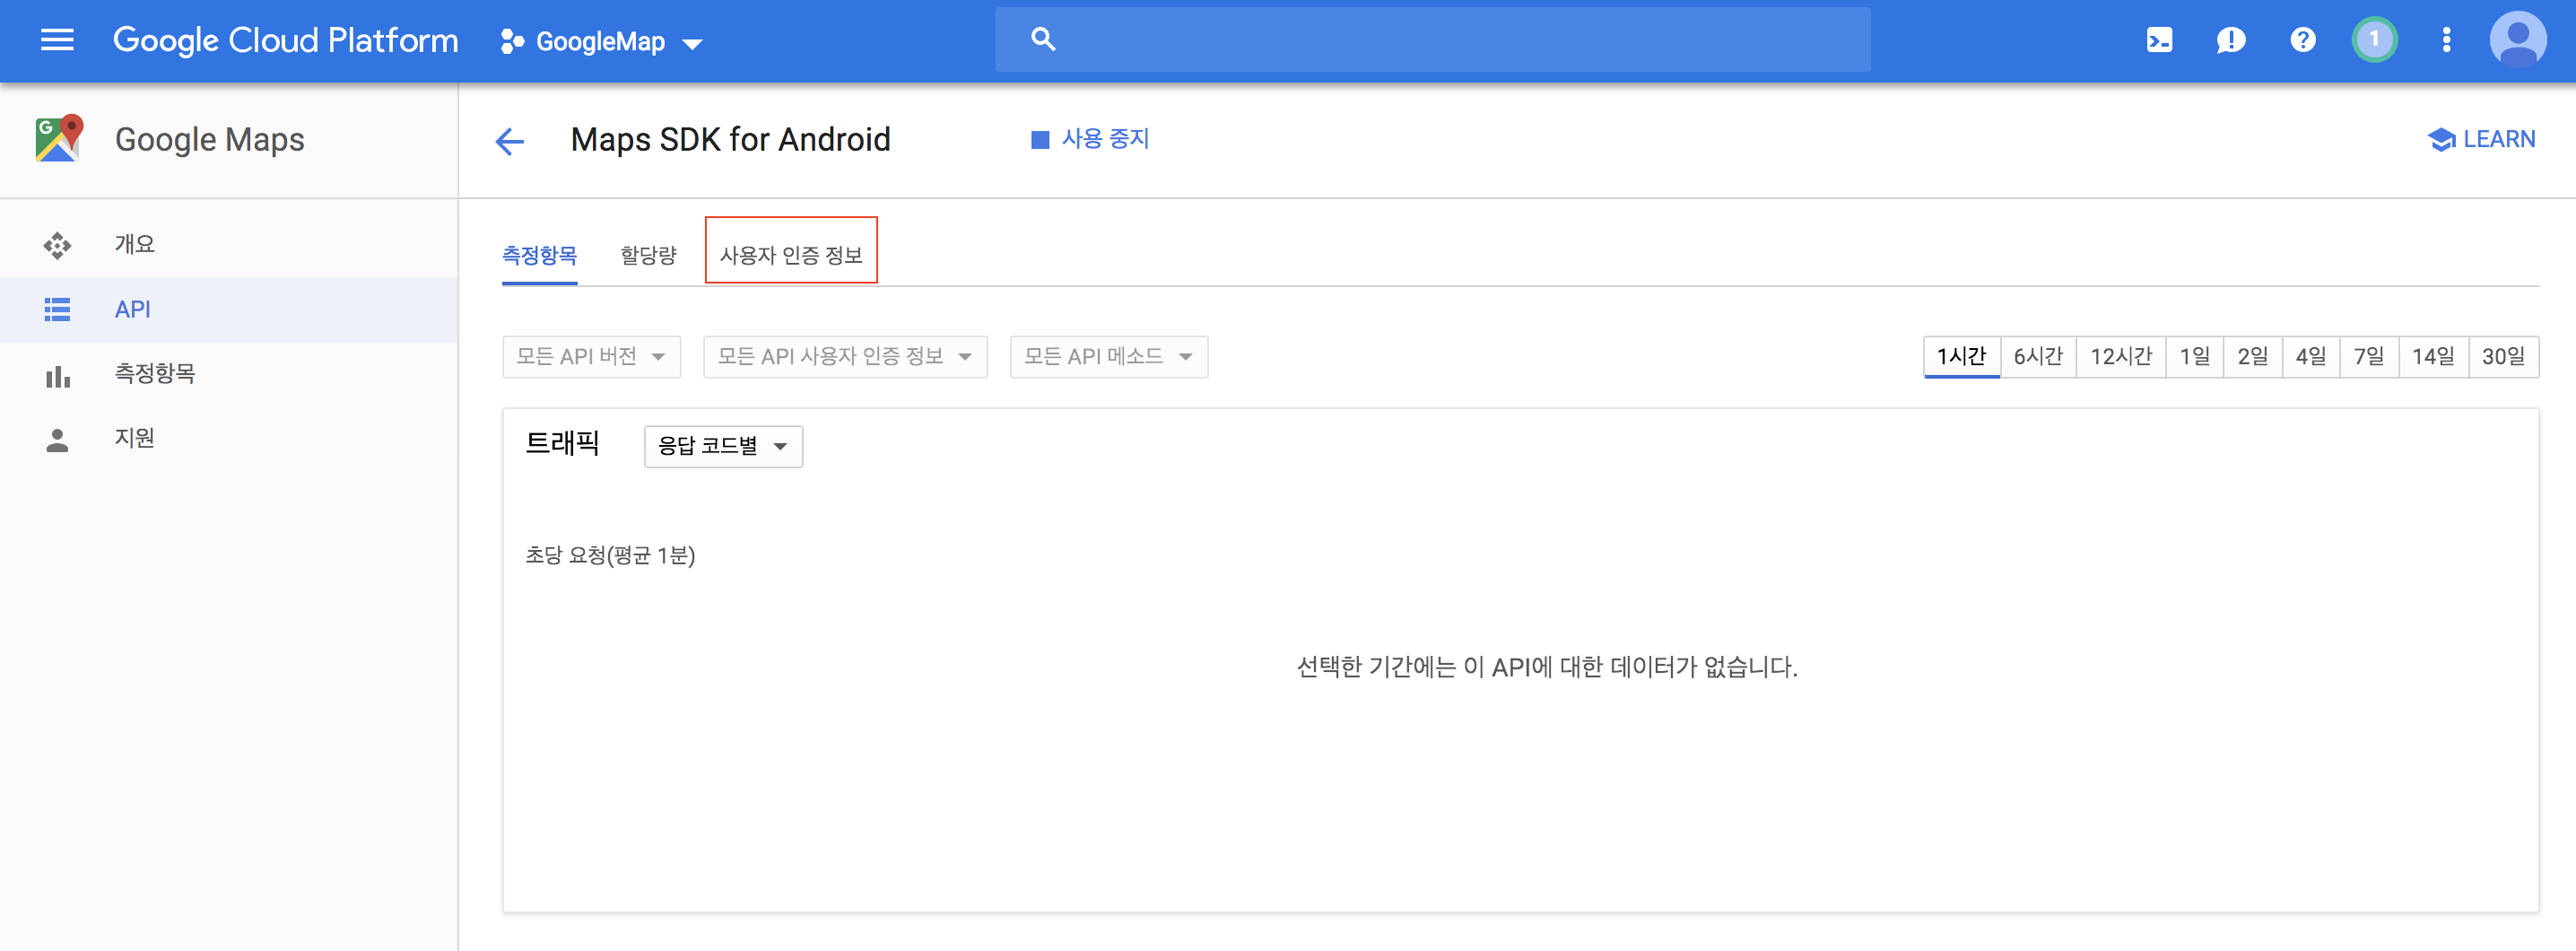 Google Cloud Platform GoogleMap 1
Google Maps
Maps SDK for Android 사용 중지 LEARN
개요
API
측정항목
지원
측정항목 할당량 사용자 인증 정보
모든 API 버전 모든 API 사용자 인증 정보 모든 API 메소드 1시간 6시간 12시간 1일 2일 4일 7일 14일 30일
트래픽 응답 코드별
초당 요청(평균 1분)
선택한 기간에는 이 API에 대한 데이터가 없습니다.